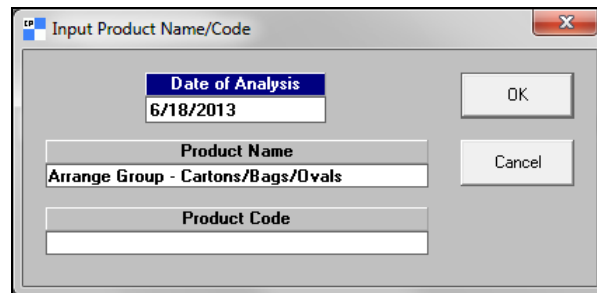 CP Input Product Name/Code
Date of Analysis
6/18/2013
OK
Product Name
Arrange Group - Cartons/Bags/Ovals
Cancel
Product Code